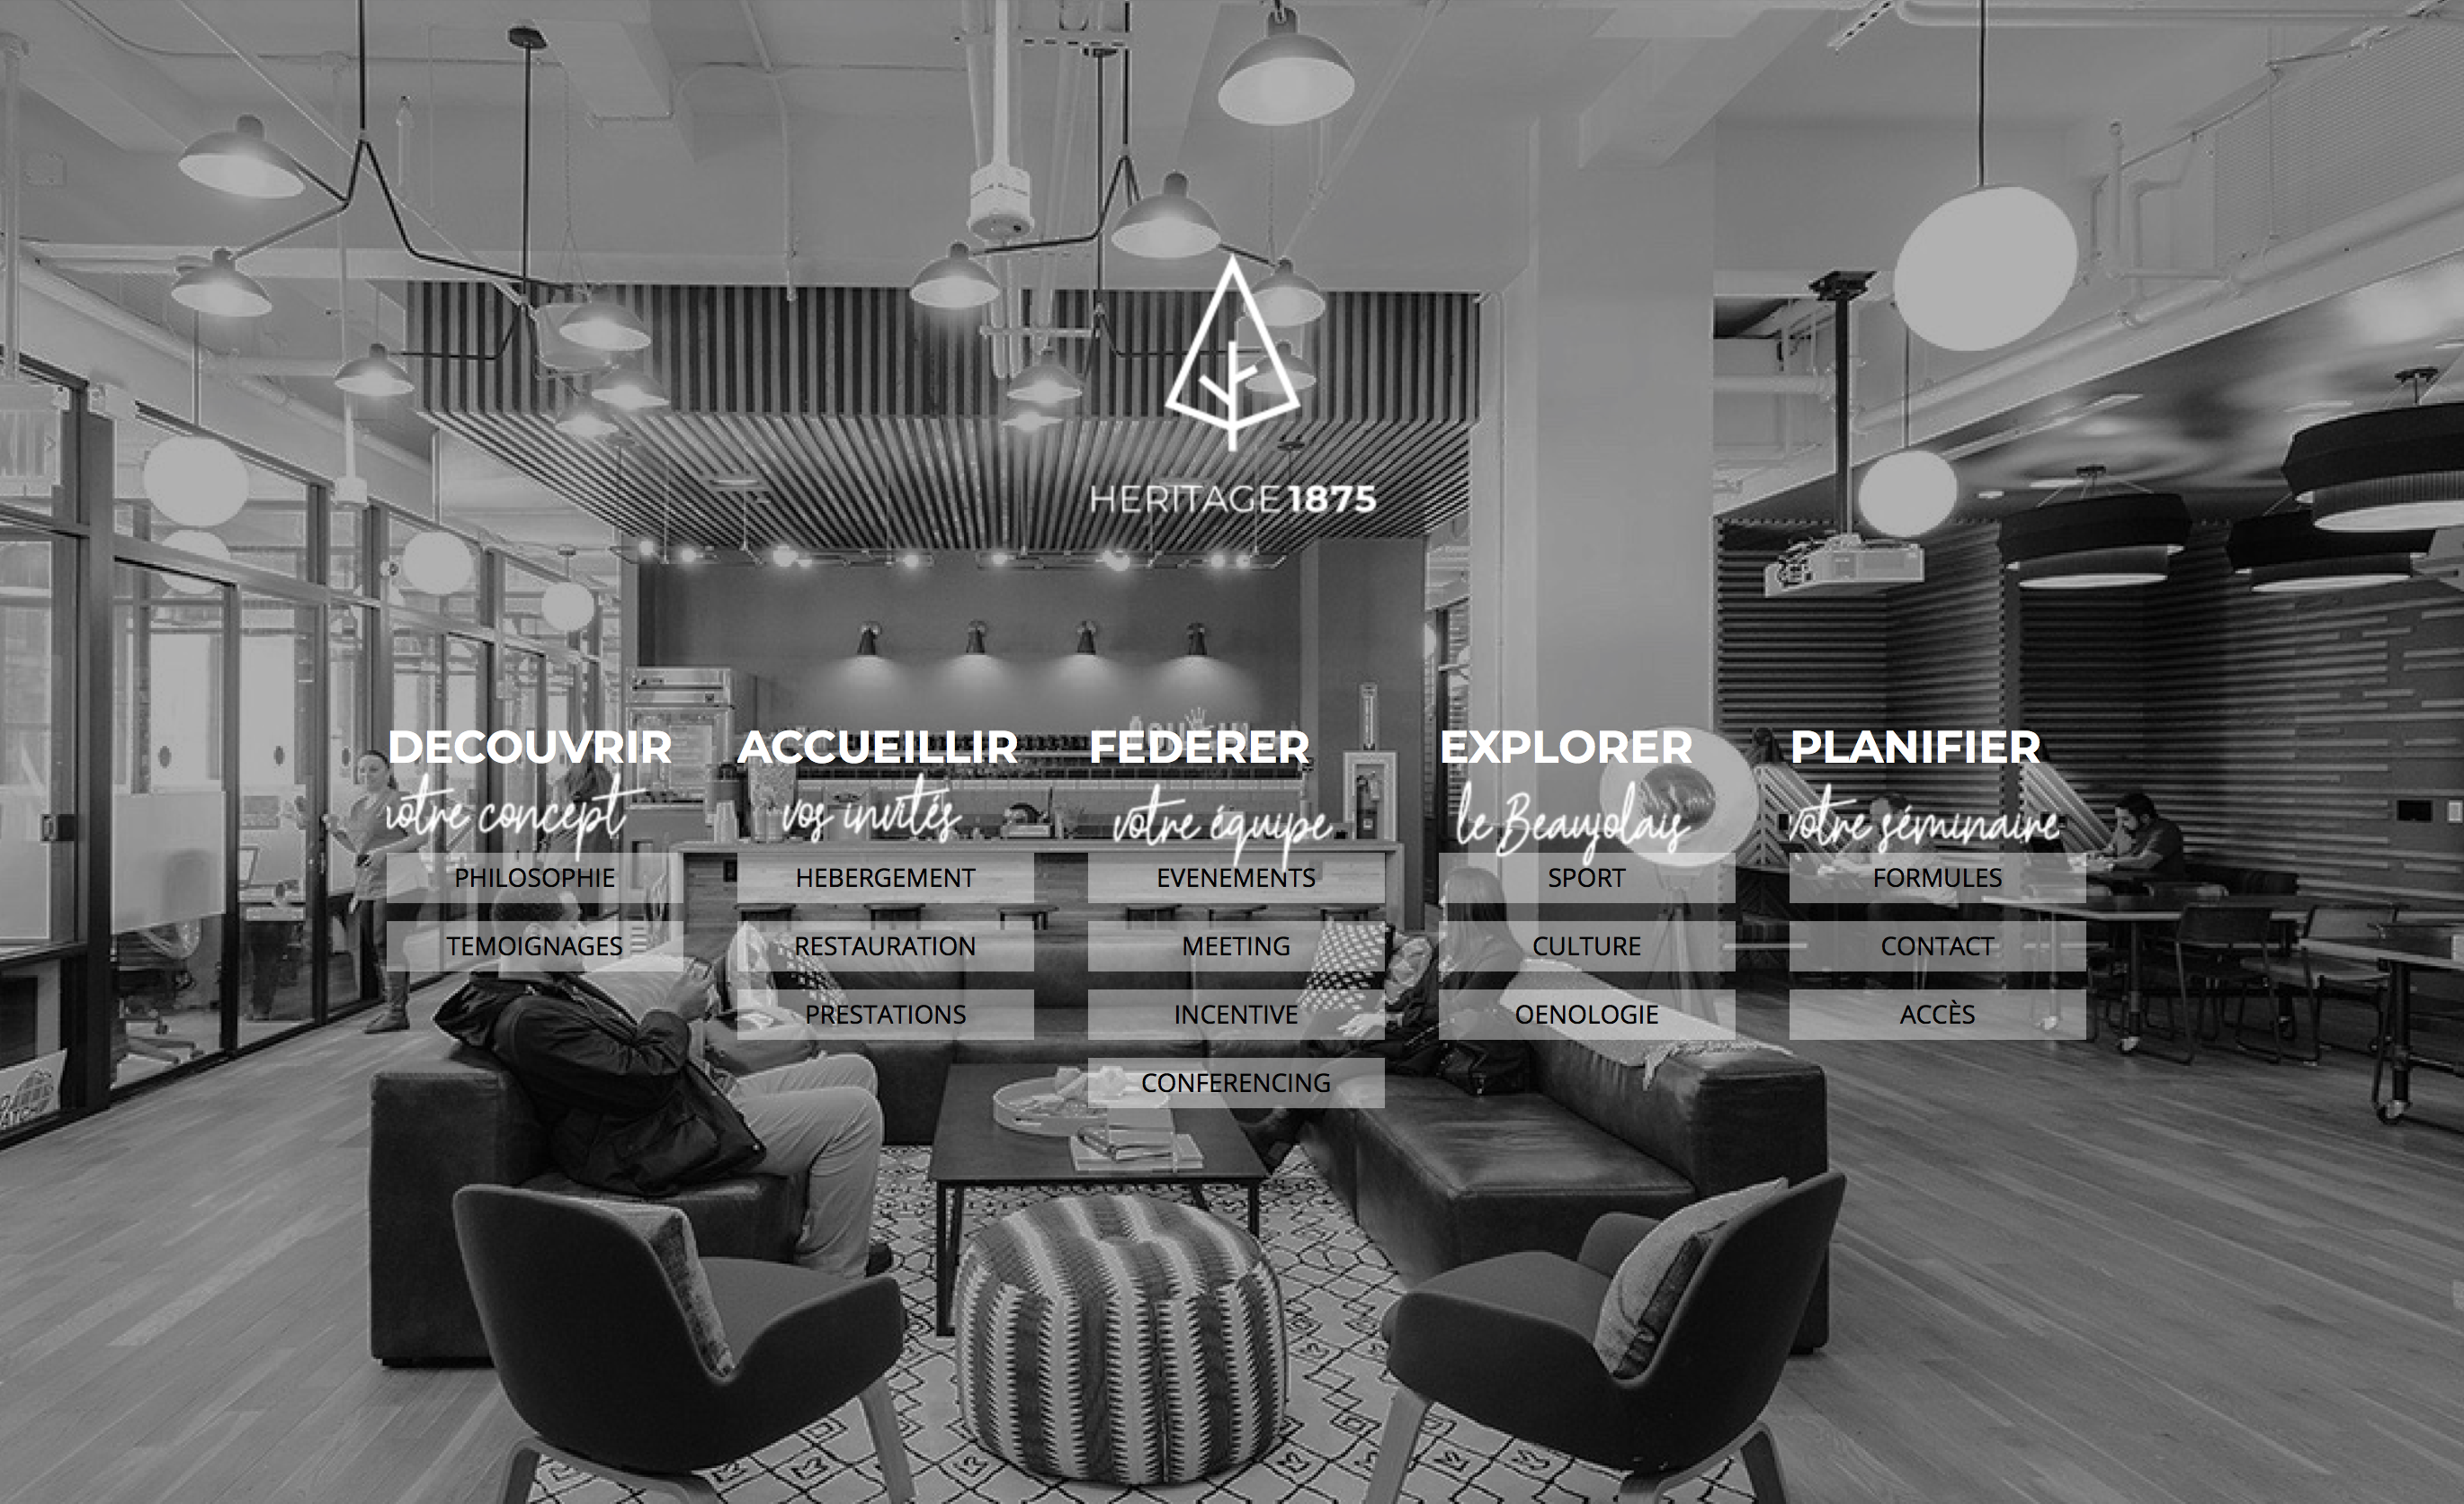 HERITAGE 1875
DECOUVRIR
votre concept
PHILOSOPHIE
TEMOIGNAGES
ACCUEILLIR
vos invités
HEBERGEMENT
RESTAURATION
PRESTATIONS
FEDERER
votre équipe
EVENEMENTS
MEETING
INCENTIVE
CONFERENCING
EXPLORER
le Beaujolais
SPORT
CULTURE
OENOLOGIE
PLANIFIER
votre séminaire
FORMULES
CONTACT
ACCÈS